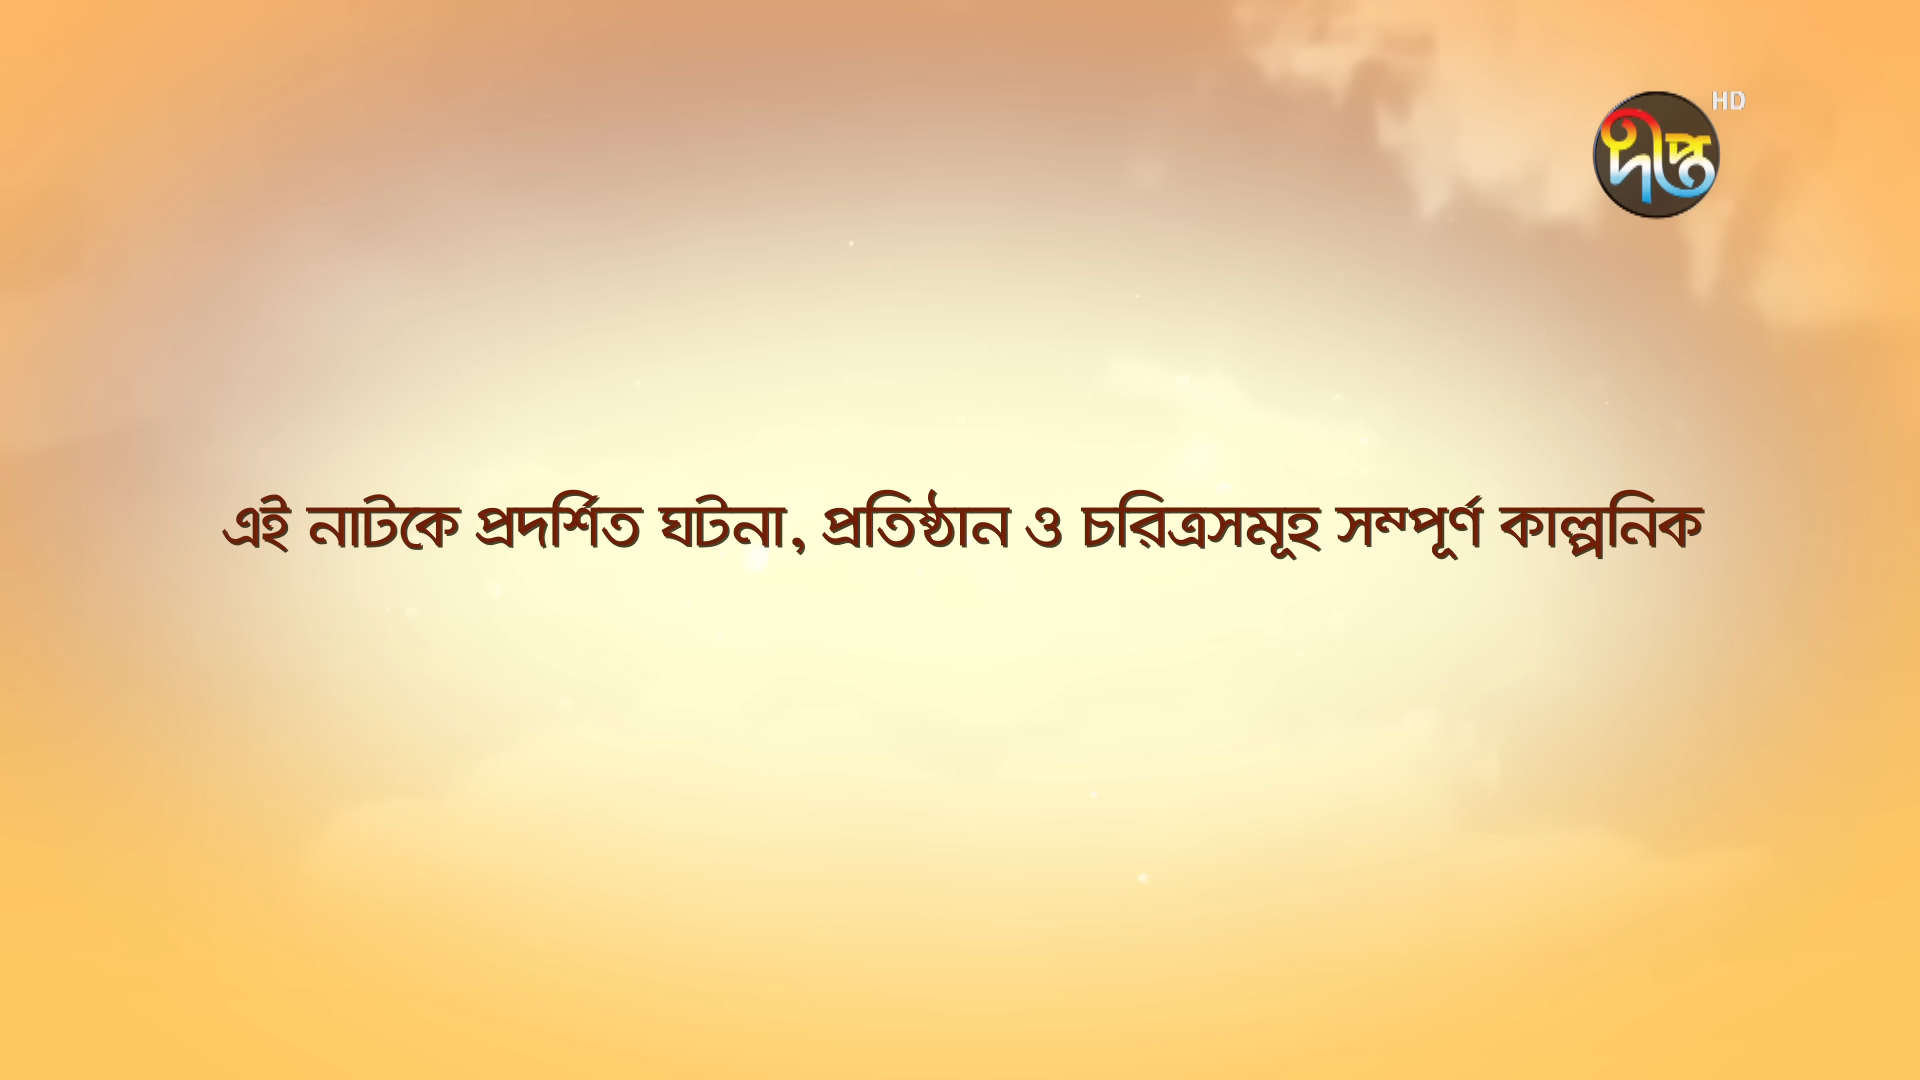 HD
দীপ্ত
এই নাটকে প্রদর্শিত ঘটনা, প্রতিষ্ঠান ও চরিত্রসমূহ সম্পূর্ণ কাল্পনিক